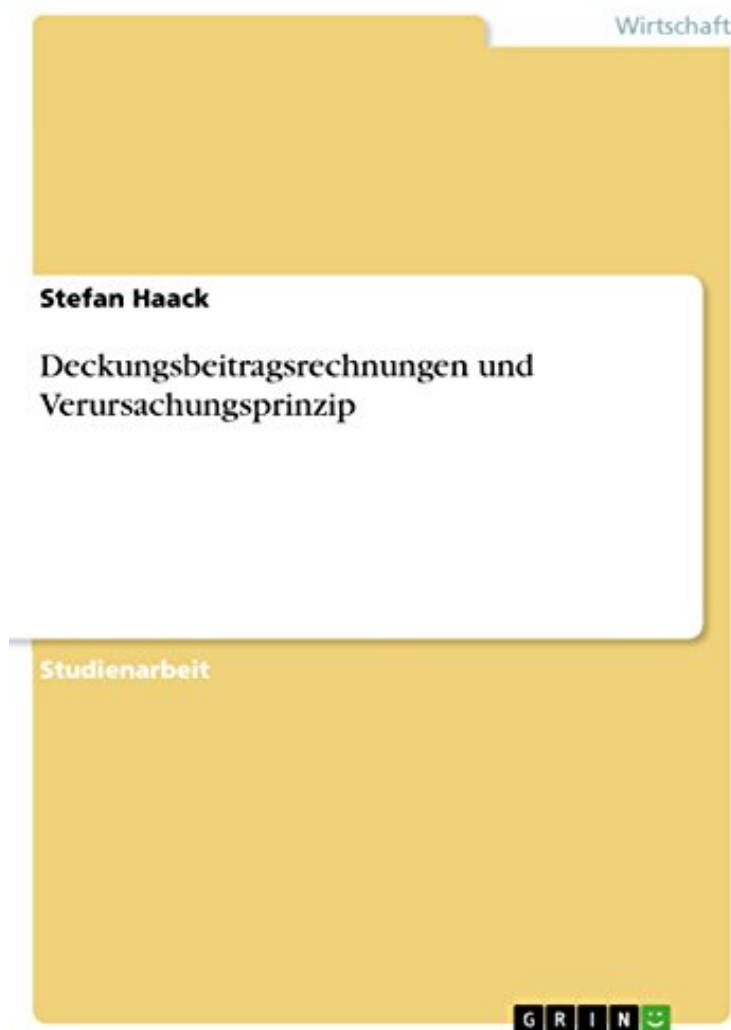 Wirtschaft
Stefan Haack
Deckungsbeitragsrechnungen und
Verursachungsprinzip
Studienarbeit
GRIN